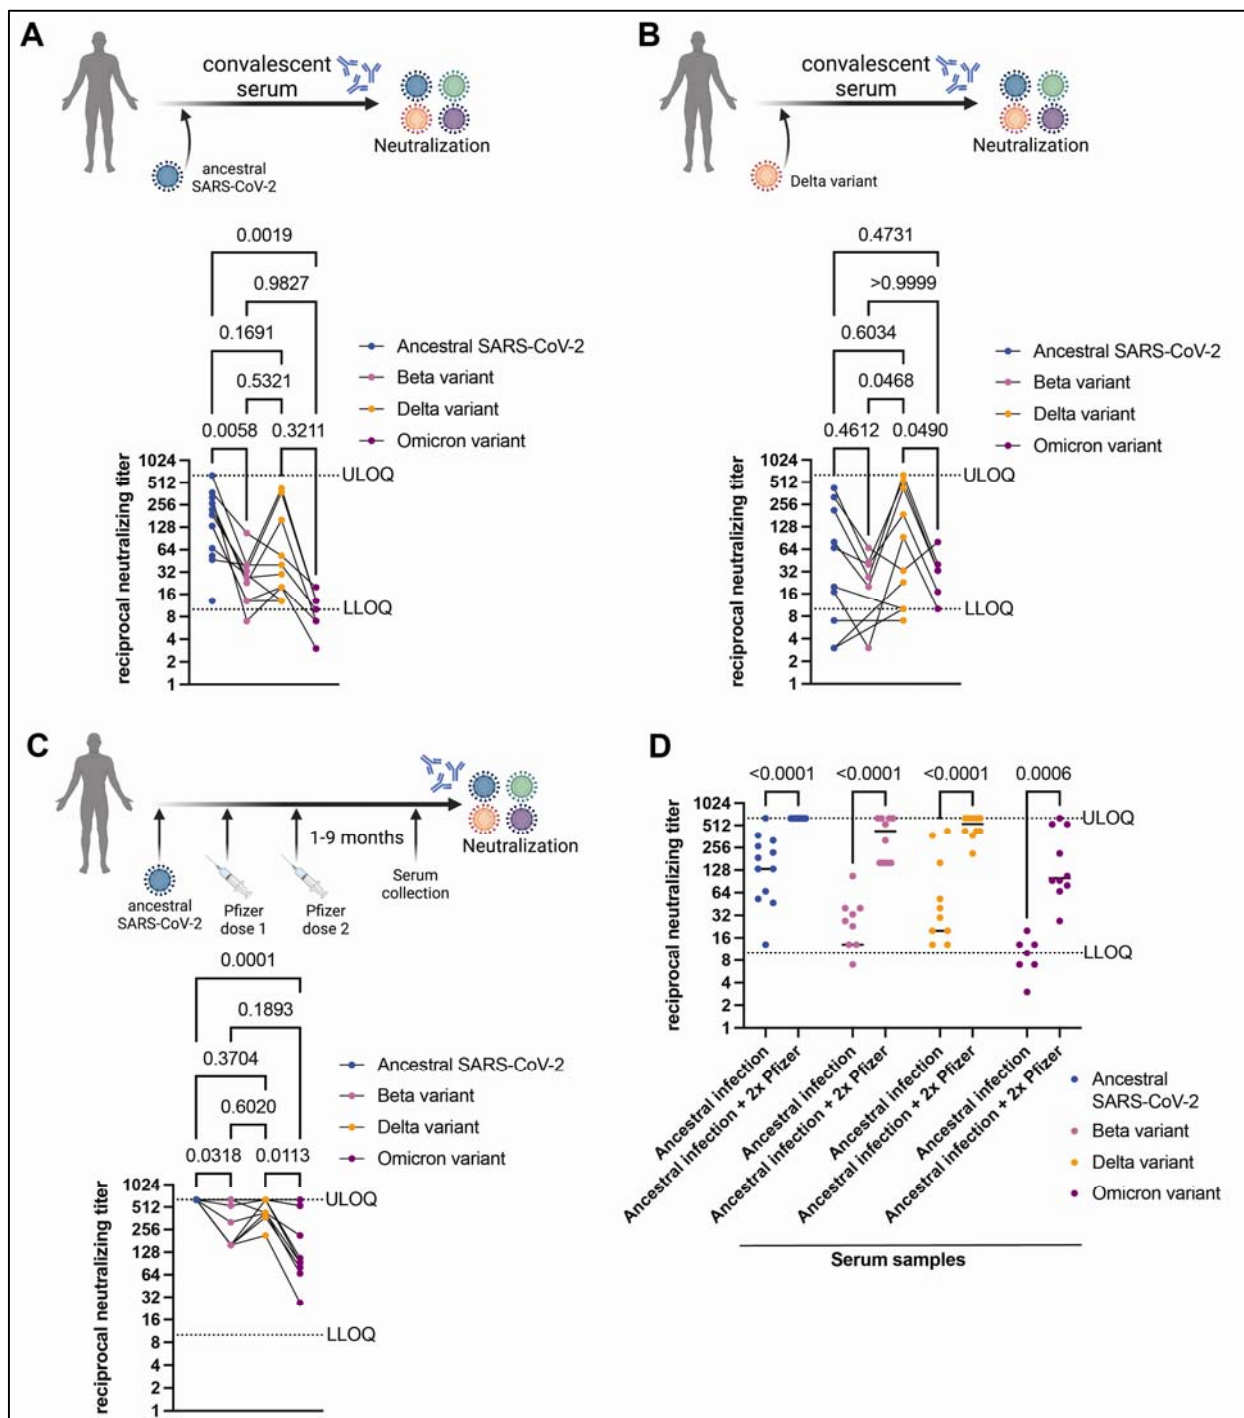 A
convalescent
serum
Neutralization
ancestral
SARS-CoV-2
0.0019
0.9827
0.1691
0.5321
0.0058
0.3211
Ancestral SARS-CoV-2
Beta variant
Delta variant
Omicron variant
reciprocal neutralizing titer
1024
512
256
128
64
32
16
8
4
2
1
ULOQ
LLOQ
B
convalescent
serum
Neutralization
Delta variant
0.4731
>0.9999
0.6034
0.0468
0.4612
0.0490
Ancestral SARS-CoV-2
Beta variant
Delta variant
Omicron variant
reciprocal neutralizing titer
1024
512
256
128
64
32
16
8
4
2
1
ULOQ
LLOQ
C
1-9 months
Neutralization
ancestral
SARS-CoV-2
Pfizer
dose 1
Pfizer
dose 2
Serum
collection
0.0001
0.1893
0.3704
0.6020
0.0318
0.0113
Ancestral SARS-CoV-2
Beta variant
Delta variant
Omicron variant
reciprocal neutralizing titer
1024
512
256
128
64
32
16
8
4
2
1
ULOQ
LLOQ
D
<0.0001
<0.0001
<0.0001
0.0006
reciprocal neutralizing titer
1024
512
256
128
64
32
16
8
4
2
1
ULOQ
LLOQ
Ancestral infection
Ancestral infection + 2x Pfizer
Ancestral infection
Ancestral infection + 2x Pfizer
Ancestral infection
Ancestral infection + 2x Pfizer
Ancestral infection
Ancestral infection + 2x Pfizer
Serum samples
Ancestral
SARS-CoV-2
Beta variant
Delta variant
Omicron variant